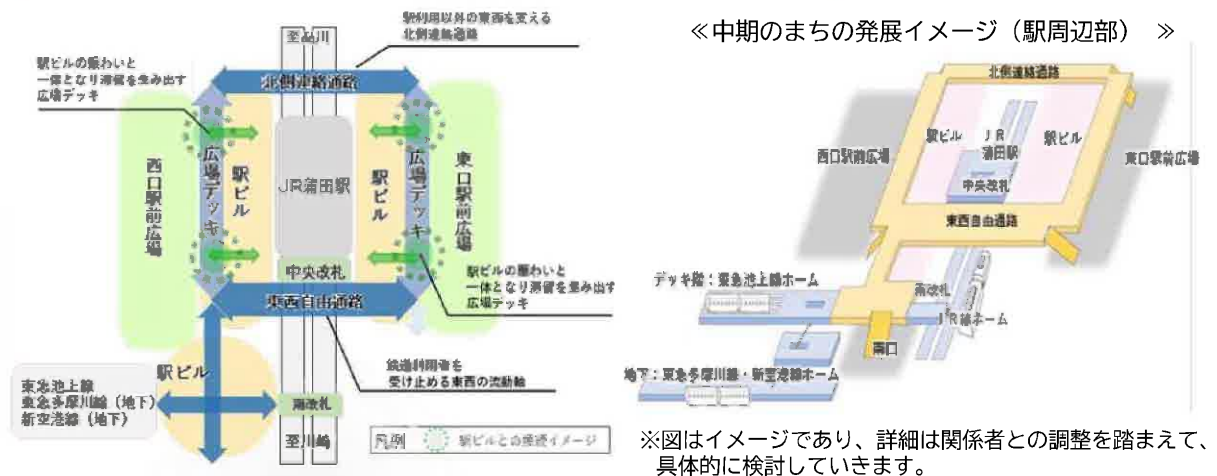 駅利用以外の東西を支える
北側連絡通路
至品川
駅ビルの賑わいと
一体となり滞留を生み出す
広場デッキ
北側連絡通路
西口駅前広場
広場デッキ
駅ビル
JR蒲田駅
駅ビル
広場デッキ
東口駅前広場
中央改札
東西自由通路
駅ビルの賑わいと
一体となり滞留を生み出す
広場デッキ
鉄道利用者を
受け止める東西の流動軸
駅ビル
東急池上線
東急多摩川線（地下）
新空港線（地下）
南改札
至川崎
凡例
駅ビルとの接続イメージ
≪中期のまちの発展イメージ（駅周辺部） ≫
北側連絡通路
西口駅前広場
駅ビル
JR
蒲田駅
駅ビル
東口駅前広場
中央改札
東西自由通路
デッキ階：東急池上線ホーム
南改札
JR線ホーム
南口
地下：東急多摩川線・新空港線ホーム
※図はイメージであり、詳細は関係者との調整を踏まえて、
具体的に検討していきます。